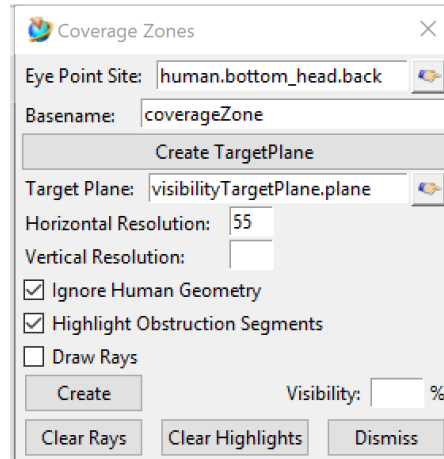 Coverage Zones
Eye Point Site: human.bottom_head.back
Basename: coverageZone
Create TargetPlane
Target Plane: visibilityTargetPlane.plane
Horizontal Resolution: 55
Vertical Resolution:
Ignore Human Geometry
Highlight Obstruction Segments
Draw Rays
Create Visibility: %
Clear Rays Clear Highlights Dismiss